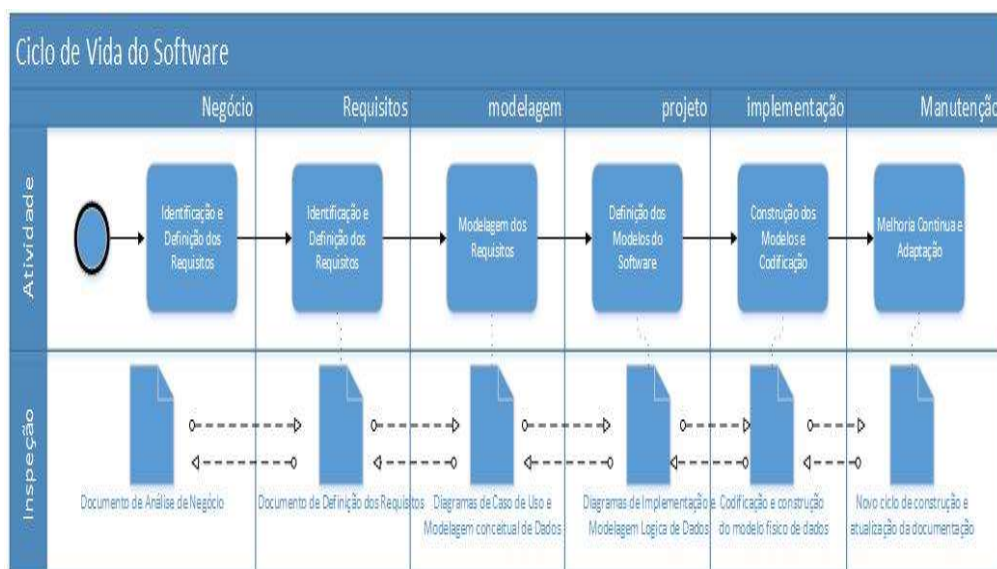 Ciclo de Vida do Software
Negócio
Requisitos
modelagem
projeto
implementação
Manutenção
Atividade
Identificação e
Definição dos
Requisitos
Identificação e
Definição dos
Requisitos
Modelagem dos
Requisitos
Definição dos
Modelos do
Software
Construção dos
Modelos e
Codificação
Melhoria Continua e
Adaptação
Inspeção
Documento de Análise de Negócio
Documento de Definição dos Requisitos
Diagramas de Caso de Uso e
Modelagem conceitual de Dados
Diagramas de Implementação e
Modelagem Logica de Dados
Codificação e construção
do modelo físico de dados
Novo ciclo de construção e
atualização da documentação